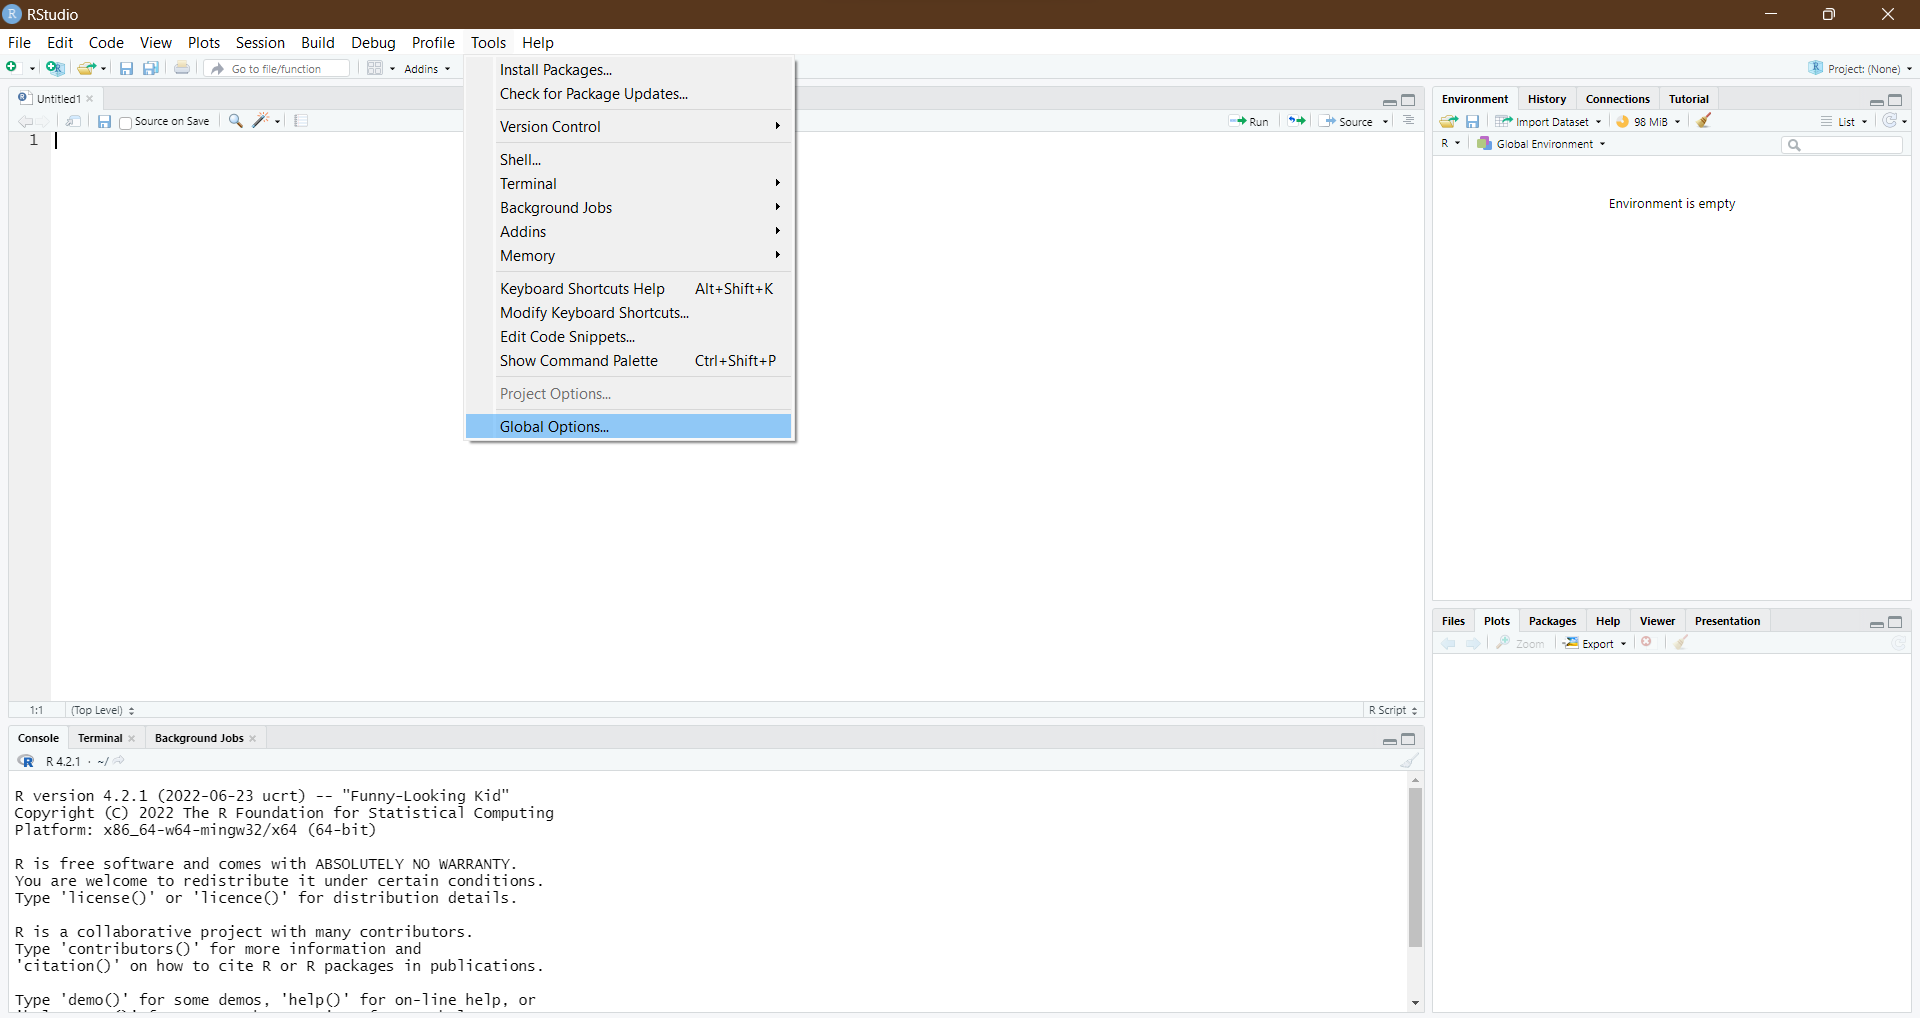 RStudio
File Edit Code View Plots Session Build Debug Profile Tools Help
Go to file/function Addins Project: (None)
Install Packages...
Check for Package Updates...
Version Control
Shell...
Terminal
Background Jobs
Addins
Memory
Keyboard Shortcuts Help Alt+Shift+K
Modify Keyboard Shortcuts...
Edit Code Snippets...
Show Command Palette Ctrl+Shift+P
Project Options...
Global Options...
Untitled1
Source on Save Run Source
1
1:1 (Top Level) R Script
Environment History Connections Tutorial
Import Dataset 98 MiB List
R Global Environment
Environment is empty
Files Plots Packages Help Viewer Presentation
Zoom Export
Console Terminal Background Jobs
R 4.2.1 · ~/
R version 4.2.1 (2022-06-23 ucrt) -- "Funny-Looking Kid"
Copyright (C) 2022 The R Foundation for Statistical Computing
Platform: x86_64-w64-mingw32/x64 (64-bit)
R is free software and comes with ABSOLUTELY NO WARRANTY.
You are welcome to redistribute it under certain conditions.
Type 'license()' or 'licence()' for distribution details.
R is a collaborative project with many contributors.
Type 'contributors()' for more information and
'citation()' on how to cite R or R packages in publications.
Type 'demo()' for some demos, 'help()' for on-line help, or